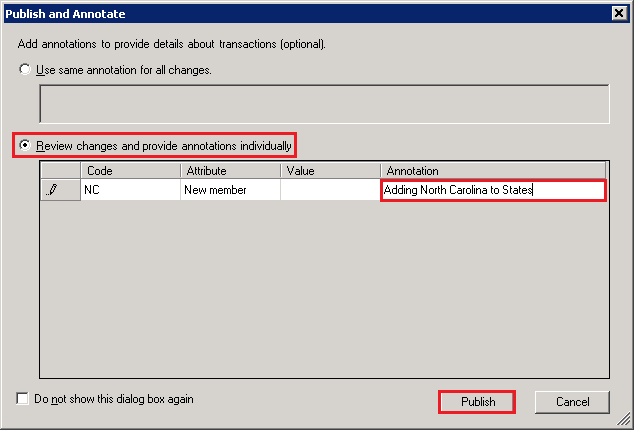 Publish and Annotate
Add annotations to provide details about transactions (optional).
Use same annotation for all changes.
Review changes and provide annotations individually
Code Attribute Value Annotation
NC New member Adding North Carolina to States
Do not show this dialog box again
Publish Cancel